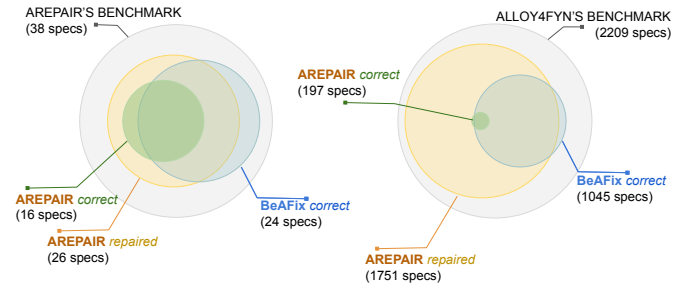 AREPAIR'S BENCHMARK
(38 specs)
AREPAIR correct
(16 specs)
AREPAIR repaired
(26 specs)
BeAFix correct
(24 specs)
ALLOY4FYN'S BENCHMARK
(2209 specs)
AREPAIR correct
(197 specs)
BeAFix correct
(1045 specs)
AREPAIR repaired
(1751 specs)